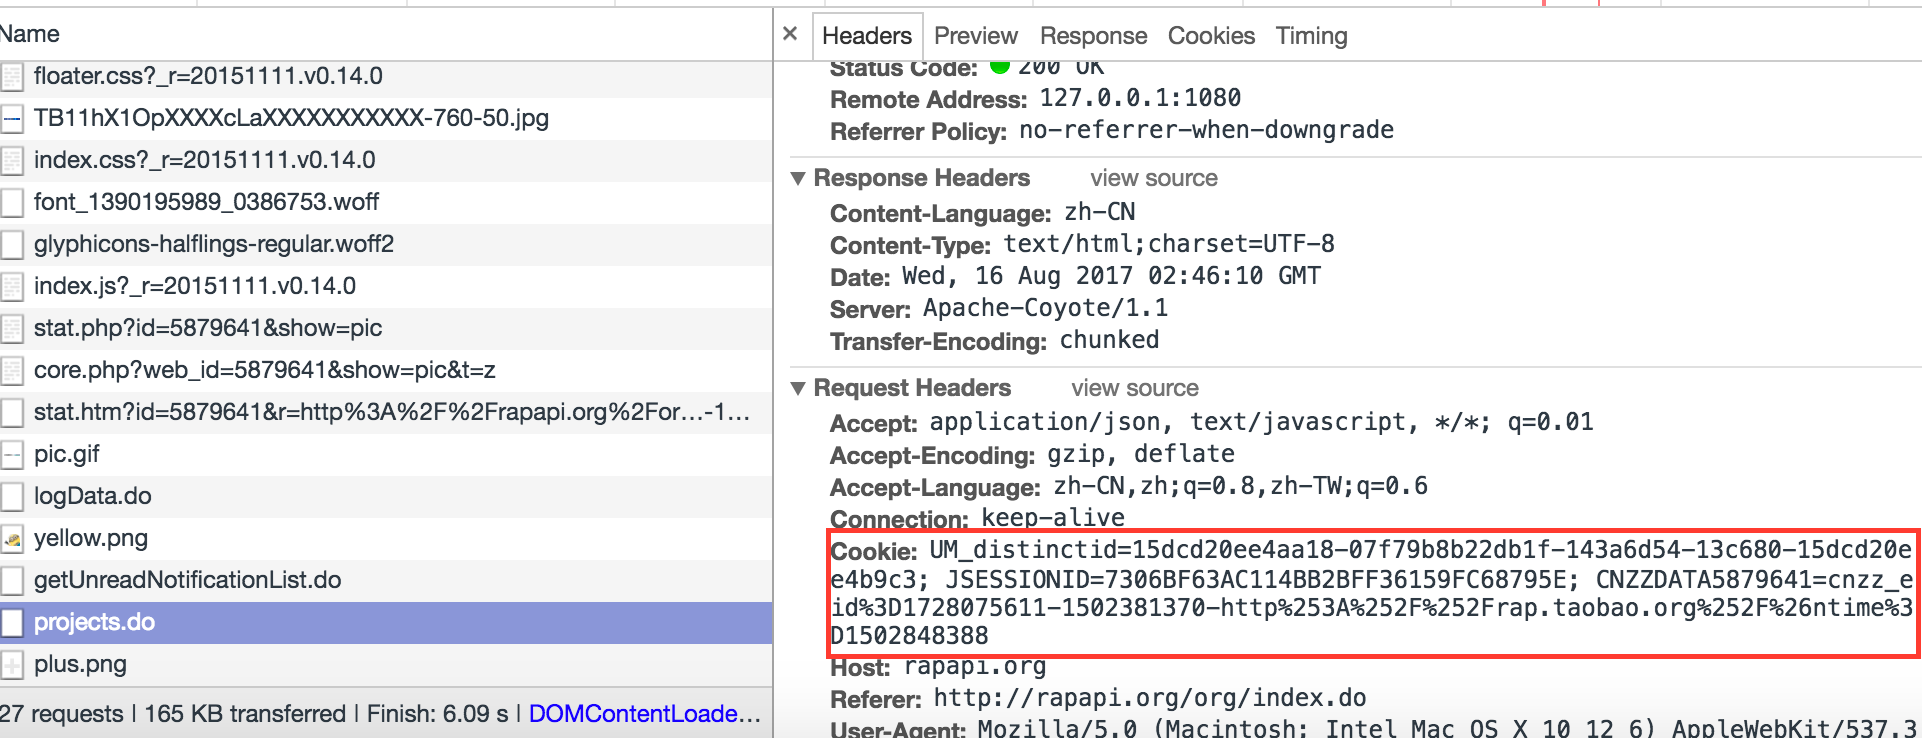 Name
floater.css?_r=20151111.v0.14.0
TB11hX1OpXXXXcLaXXXXXXXXXXX-760-50.jpg
index.css?_r=20151111.v0.14.0
font_1390195989_0386753.woff
glyphicons-halflings-regular.woff2
index.js?_r=20151111.v0.14.0
stat.php?id=5879641&show=pic
core.php?web_id=5879641&show=pic&t=z
stat.htm?id=5879641&r=http%3A%2F%2Frapapi.org%2For…-1…
pic.gif
logData.do
yellow.png
getUnreadNotificationList.do
projects.do
plus.png
27 requests | 165 KB transferred | Finish: 6.09 s | DOMContentLoade…
× Headers Preview Response Cookies Timing
Status Code: 200 OK
Remote Address: 127.0.0.1:1080
Referrer Policy: no-referrer-when-downgrade
▼ Response Headers view source
Content-Language: zh-CN
Content-Type: text/html;charset=UTF-8
Date: Wed, 16 Aug 2017 02:46:10 GMT
Server: Apache-Coyote/1.1
Transfer-Encoding: chunked
▼ Request Headers view source
Accept: application/json, text/javascript, */*; q=0.01
Accept-Encoding: gzip, deflate
Accept-Language: zh-CN,zh;q=0.8,zh-TW;q=0.6
Connection: keep-alive
Cookie: UM_distinctid=15dcd20ee4aa18-07f79b8b22db1f-143a6d54-13c680-15dcd20e
e4b9c3; JSESSIONID=7306BF63AC114BB2BFF36159FC68795E; CNZZDATA5879641=cnzz_e
id%3D1728075611-1502381370-http%253A%252F%252Frap.taobao.org%252F%26ntime%3
D1502848388
Host: rapapi.org
Referer: http://rapapi.org/org/index.do
User-Agent: Mozilla/5.0 (Macintosh; Intel Mac OS X 10_12_6) AppleWebKit/537.3